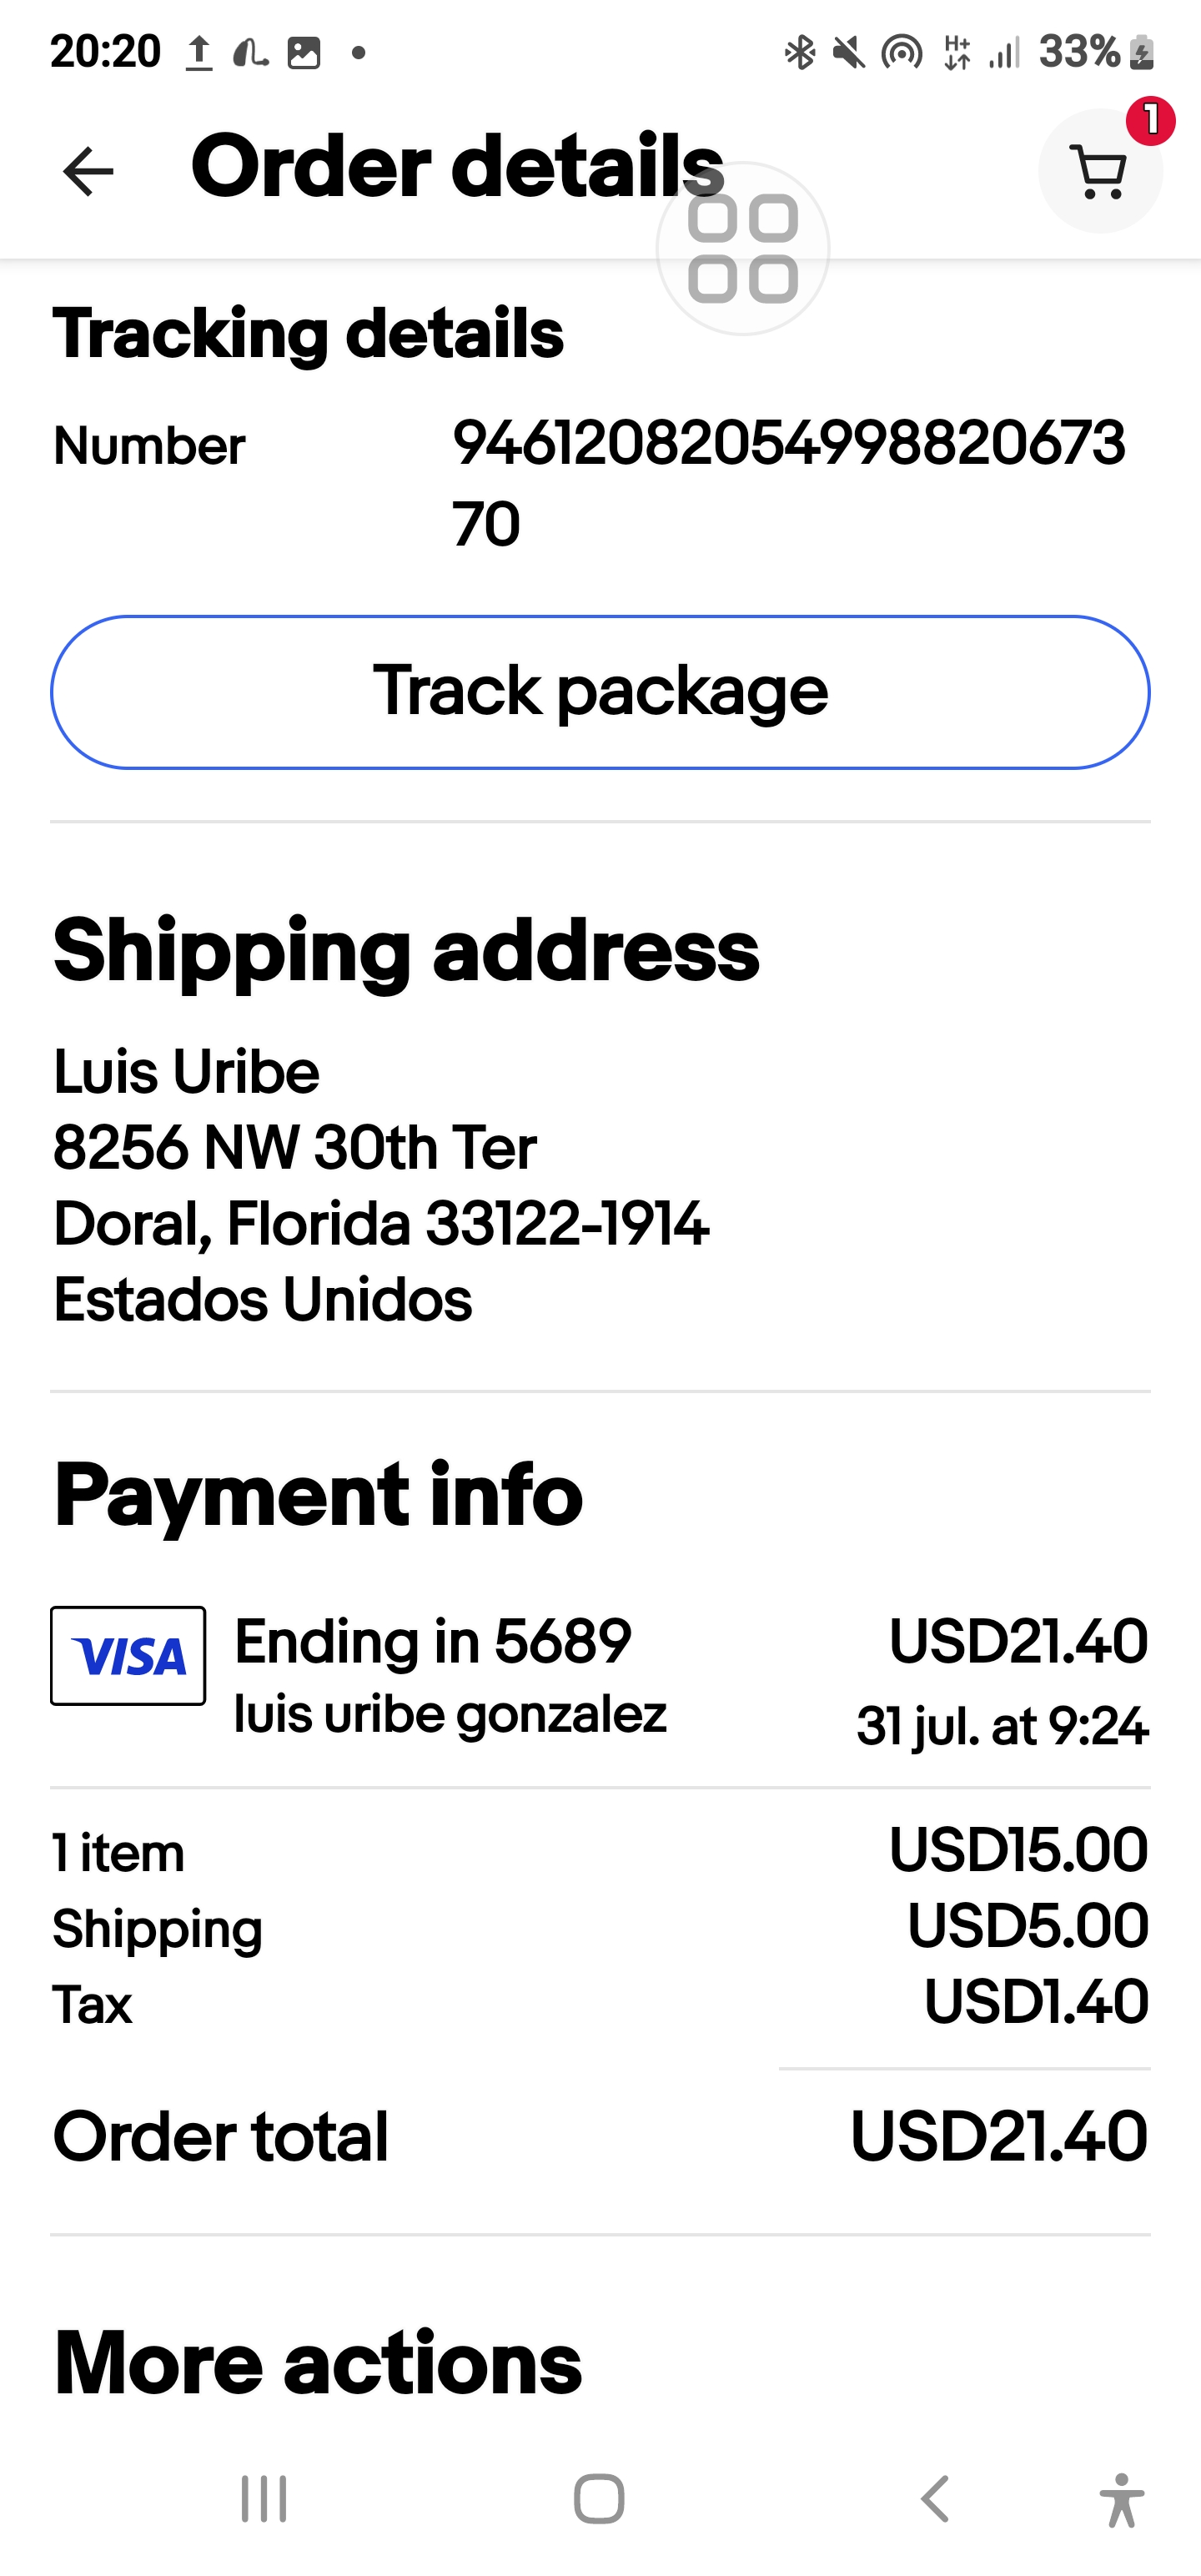 20:20
H+
33%
Order details
1
Tracking details
Number 94612082054998820673
70
Track package
Shipping address
Luis Uribe
8256 NW 30th Ter
Doral, Florida 33122-1914
Estados Unidos
Payment info
VISA Ending in 5689 USD21.40
luis uribe gonzalez 31 jul. at 9:24
1 item USD15.00
Shipping USD5.00
Tax USD1.40
Order total USD21.40
More actions